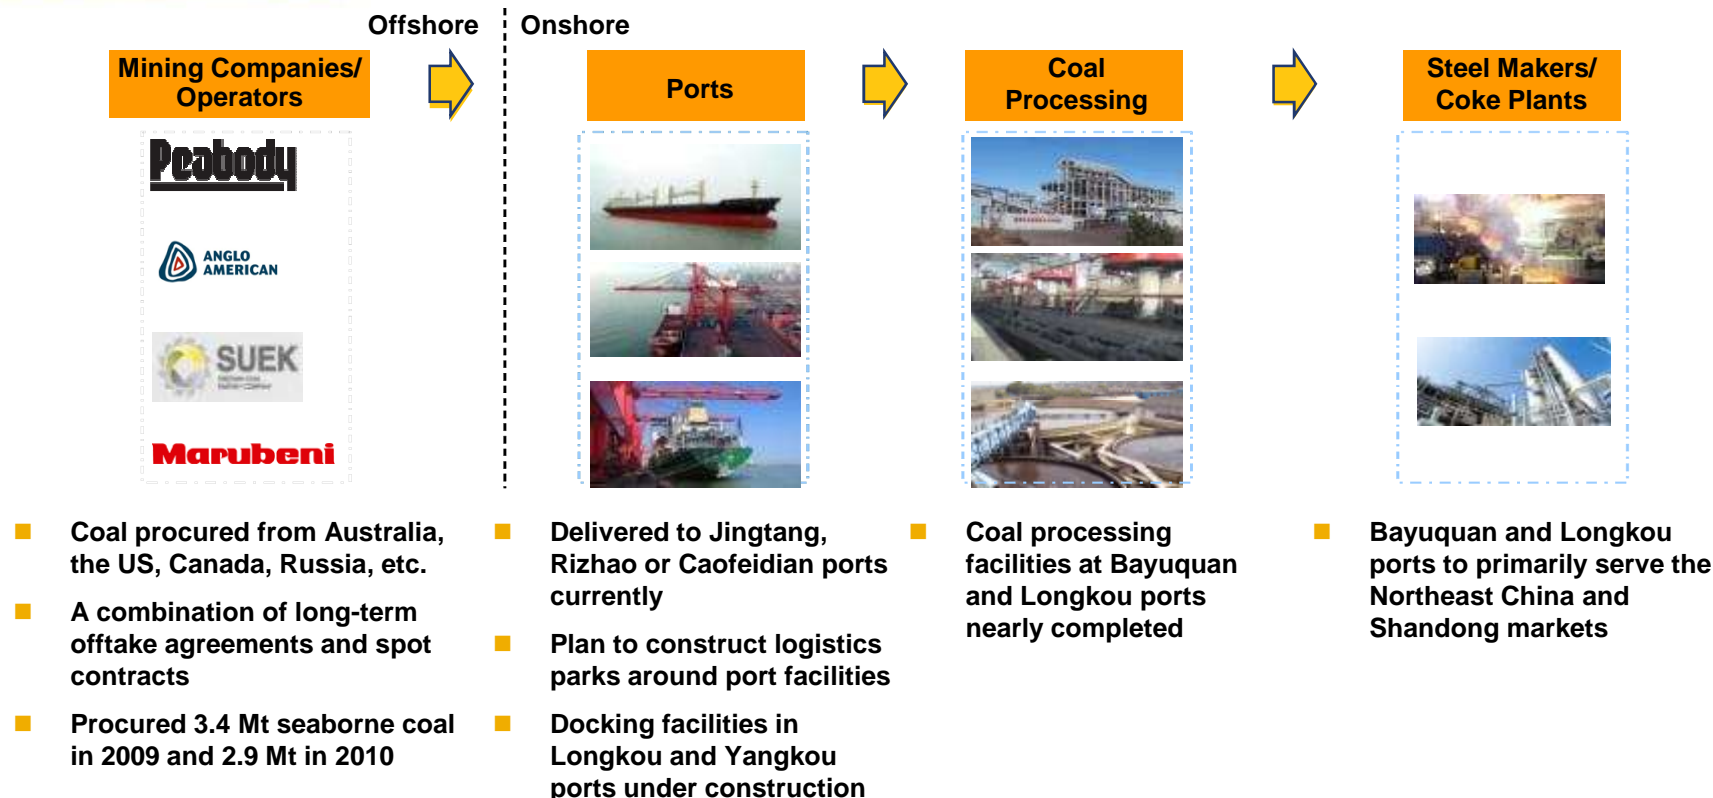 Offshore
Onshore
Mining Companies/
Operators
Ports
Coal
Processing
Steel Makers/
Coke Plants
Peabody
ANGLO
AMERICAN
SUEK
Marubeni
Coal procured from Australia,
the US, Canada, Russia, etc.
A combination of long-term
offtake agreements and spot
contracts
Procured 3.4 Mt seaborne coal
in 2009 and 2.9 Mt in 2010
Delivered to Jingtang,
Rizhao or Caofeidian ports
currently
Plan to construct logistics
parks around port facilities
Docking facilities in
Longkou and Yangkou
ports under construction
Coal processing
facilities at Bayuquan
and Longkou ports
nearly completed
Bayuquan and Longkou
ports to primarily serve the
Northeast China and
Shandong markets